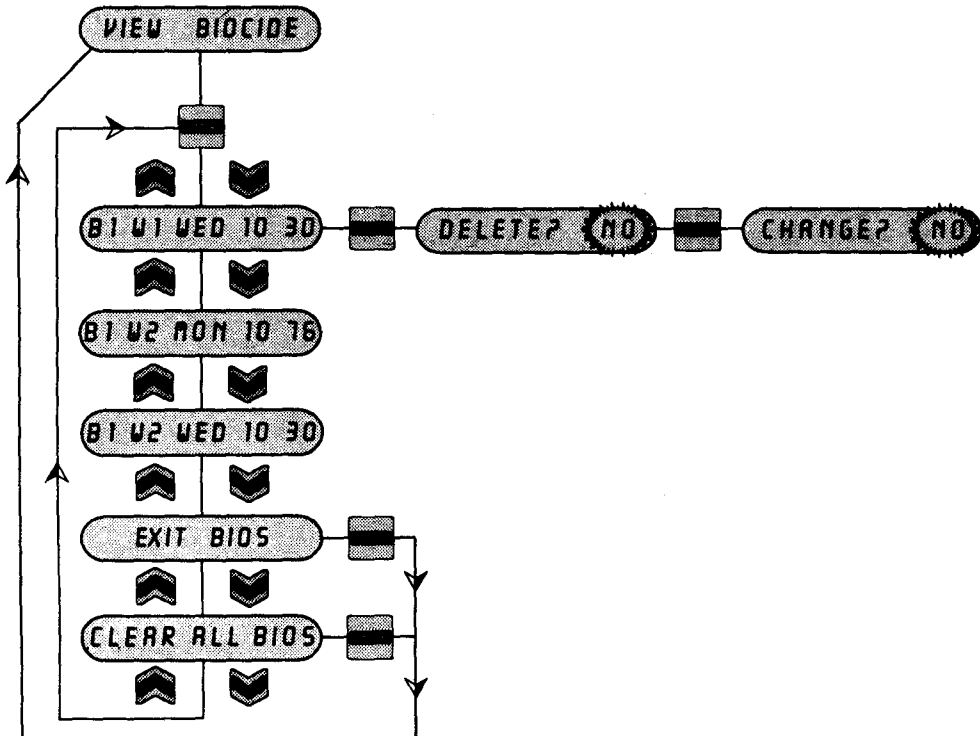 VIEW BIOCIDE
B1 W1 WED 10 30
DELETE? NO
CHANGE? NO
B1 W2 MON 10 76
B1 W2 WED 10 30
EXIT BIOS
CLEAR ALL BIOS